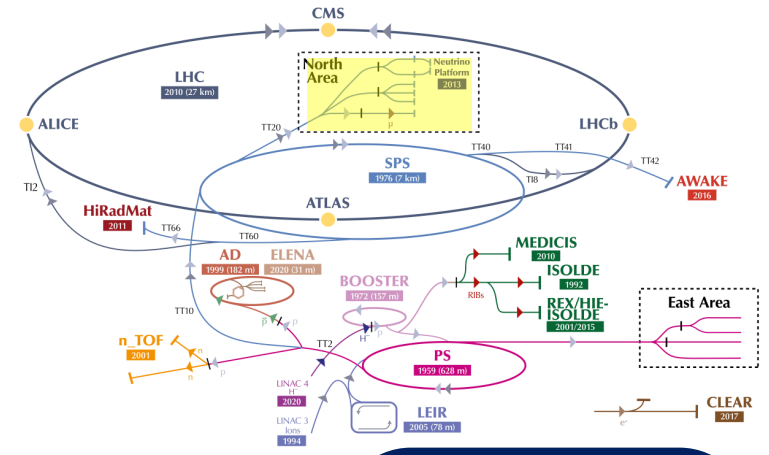 CMS
North
Area
Neutrino
Platform
2013
LHC
2010 (27 km)
ALICE
LHCb
TT20
μ
SPS
1976 (7 km)
TT40
TT41
TT42
TI8
AWAKE
2016
TI2
ATLAS
HiRadMat
2011
TT66
TT60
AD
1999 (182 m)
ELENA
2020 (31 m)
BOOSTER
1972 (157 m)
MEDICIS
2010
ISOLDE
1992
RIBs
REX/HIE-
ISOLDE
2001/2015
East Area
TT10
p̅
p
H⁻
p
TT2
n_TOF
2001
n
n
p
PS
1959 (628 m)
LINAC 4
H⁻
2020
LINAC 3
Ions
1994
LEIR
2005 (78 m)
e⁻
CLEAR
2017